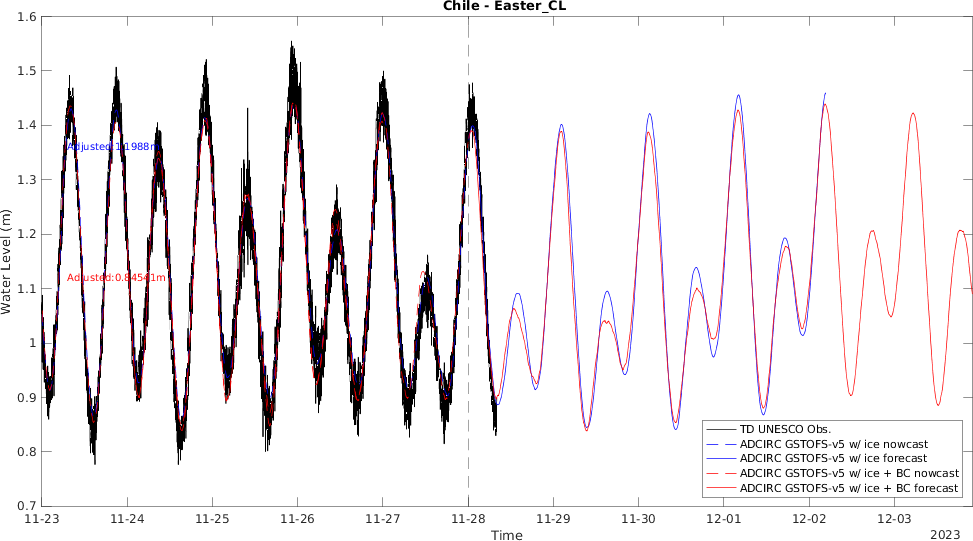 Chile - Easter_CL
1.6
1.5
1.4
1.3
1.2
1.1
1
0.9
0.8
0.7
Water Level (m)
Adjusted:1.1988m
Adjusted:0.84541m
TD UNESCO Obs.
ADCIRC GSTOFS-v5 w/ ice nowcast
ADCIRC GSTOFS-v5 w/ ice forecast
ADCIRC GSTOFS-v5 w/ ice + BC nowcast
ADCIRC GSTOFS-v5 w/ ice + BC forecast
11-23 11-24 11-25 11-26 11-27 11-28 11-29 11-30 12-01 12-02 12-03
Time
2023